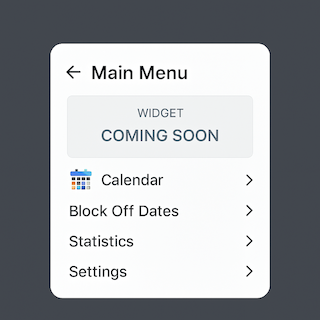 Main Menu
WIDGET
COMING SOON
Calendar
Block Off Dates
Statistics
Settings